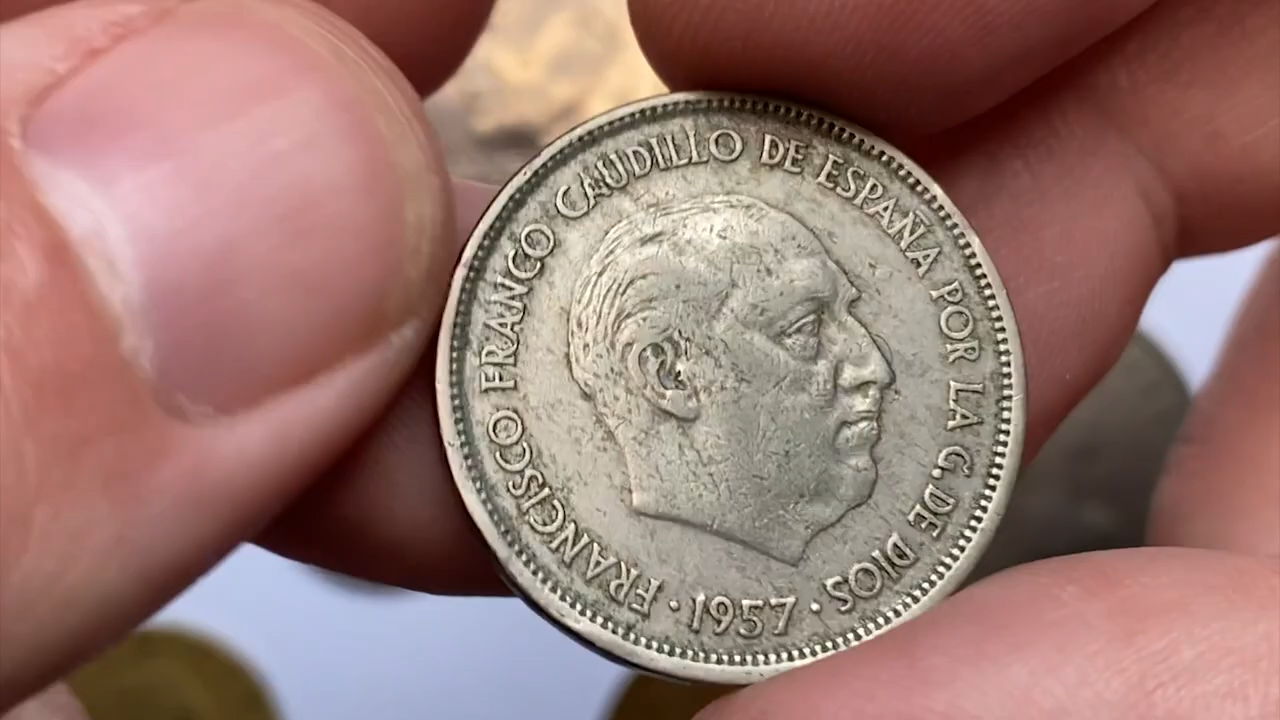 FRANCISCO FRANCO CAUDILLO DE ESPAÑA POR LA G. DE DIOS
· 1957 ·